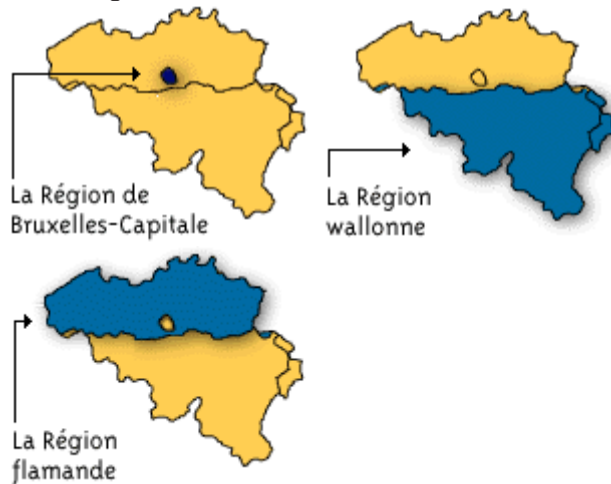 La Région de
Bruxelles-Capitale
La Région
wallonne
La Région
flamande